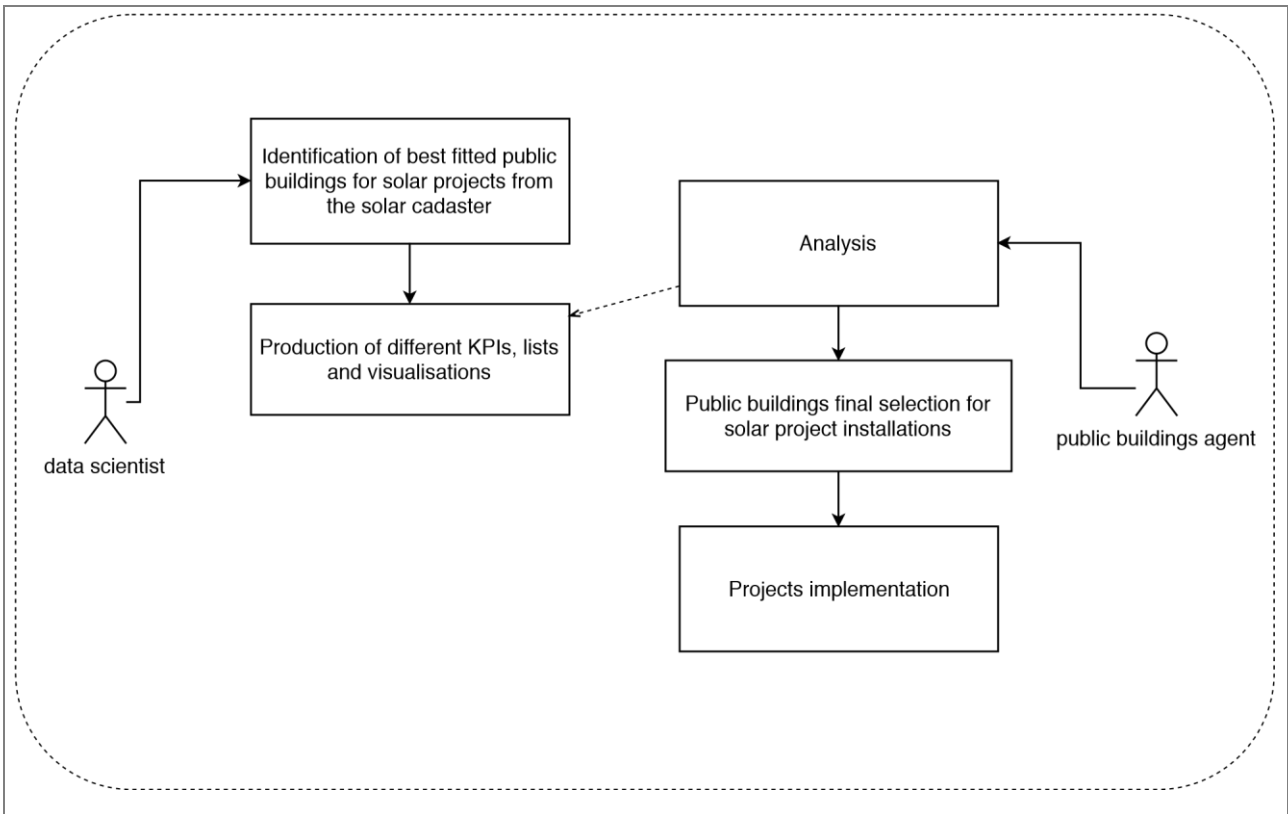 Identification of best fitted public
buildings for solar projects from
the solar cadaster
Production of different KPIs, lists
and visualisations
data scientist
Analysis
Public buildings final selection for
solar project installations
Projects implementation
public buildings agent